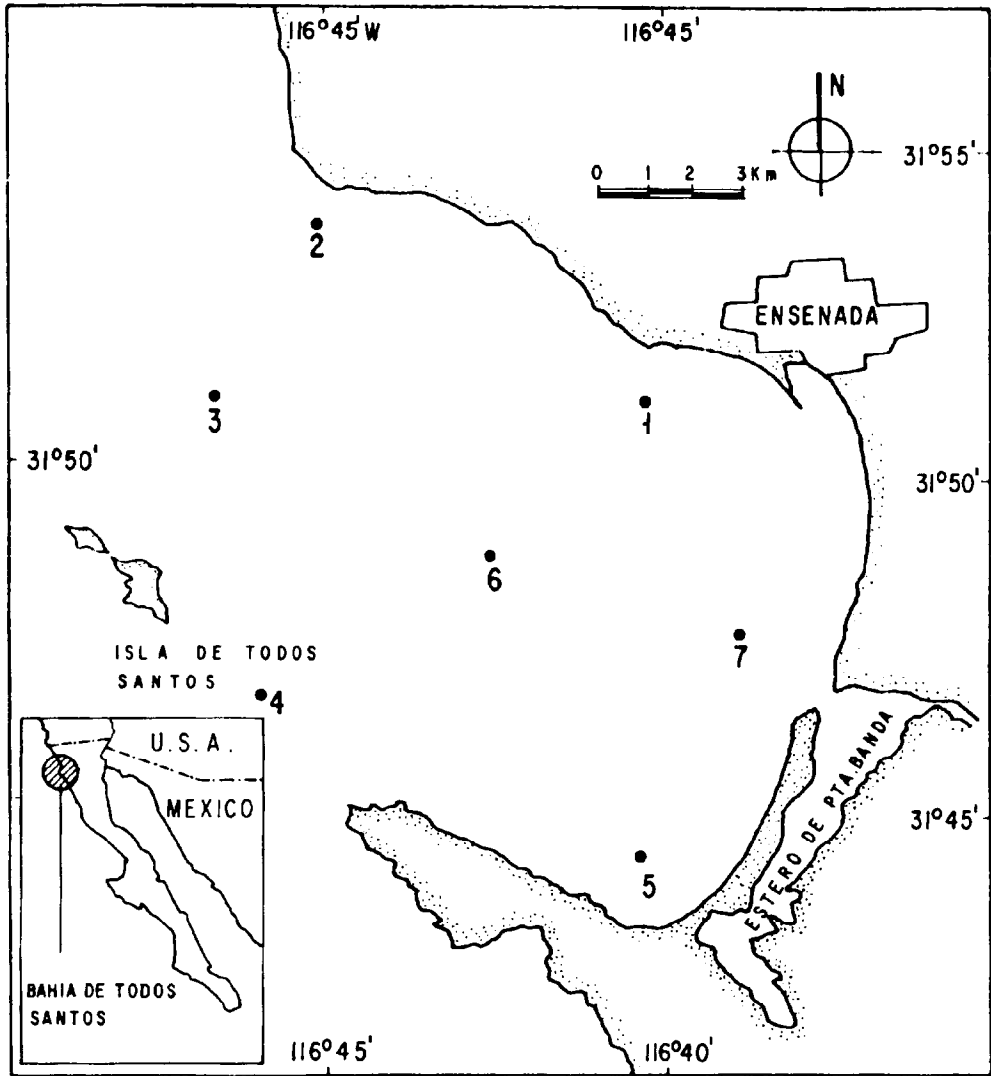 116°45'W
116°45'
N
31°55'
0 1 2 3Km
2
ENSENADA
3
1
31°50'
31°50'
6
7
ISLA DE TODOS
SANTOS
4
U.S.A.
MEXICO
ESTERO DE PTA.BANDA
31°45'
5
BAHIA DE TODOS
SANTOS
116°45'
116°40'